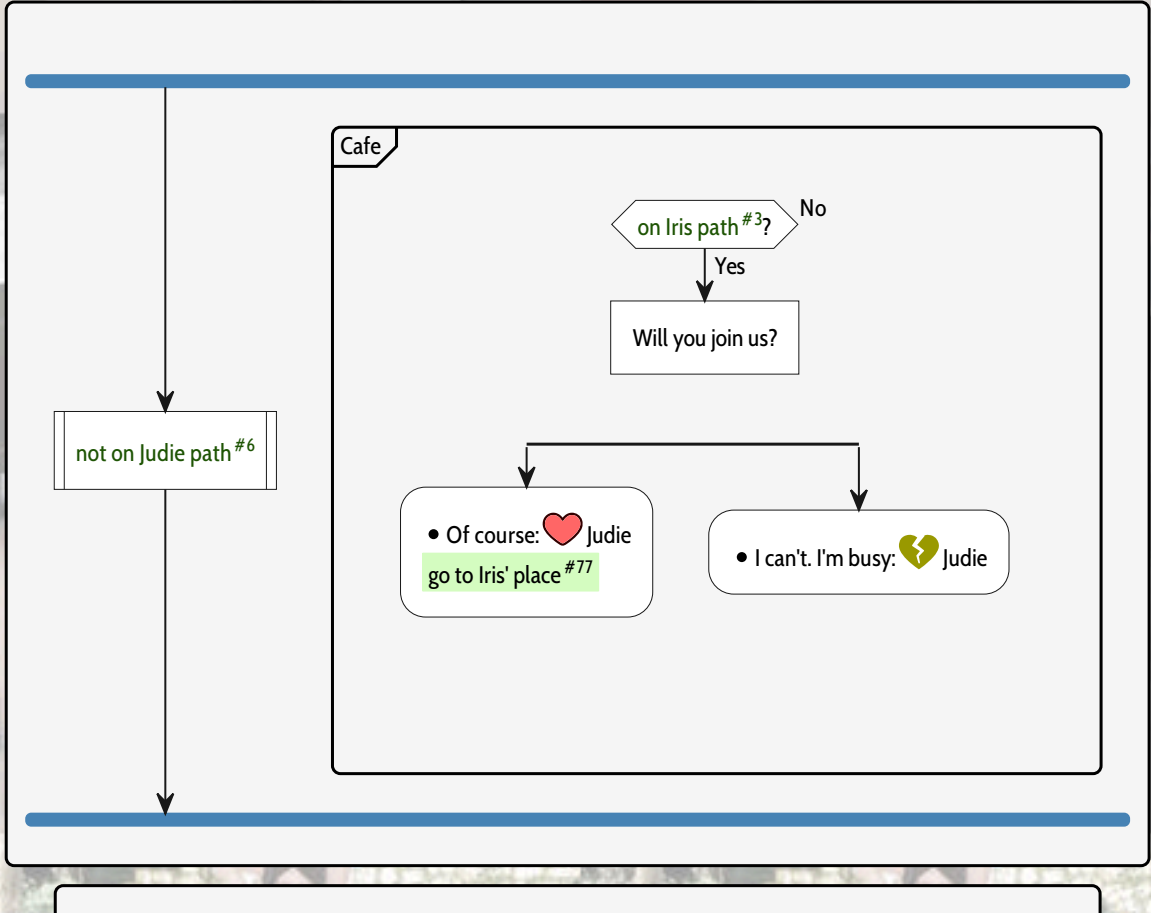 Cafe
on Iris path #3?
No
Yes
Will you join us?
not on Judie path #6
• Of course: Judie
go to Iris' place #77
• I can't. I'm busy: Judie